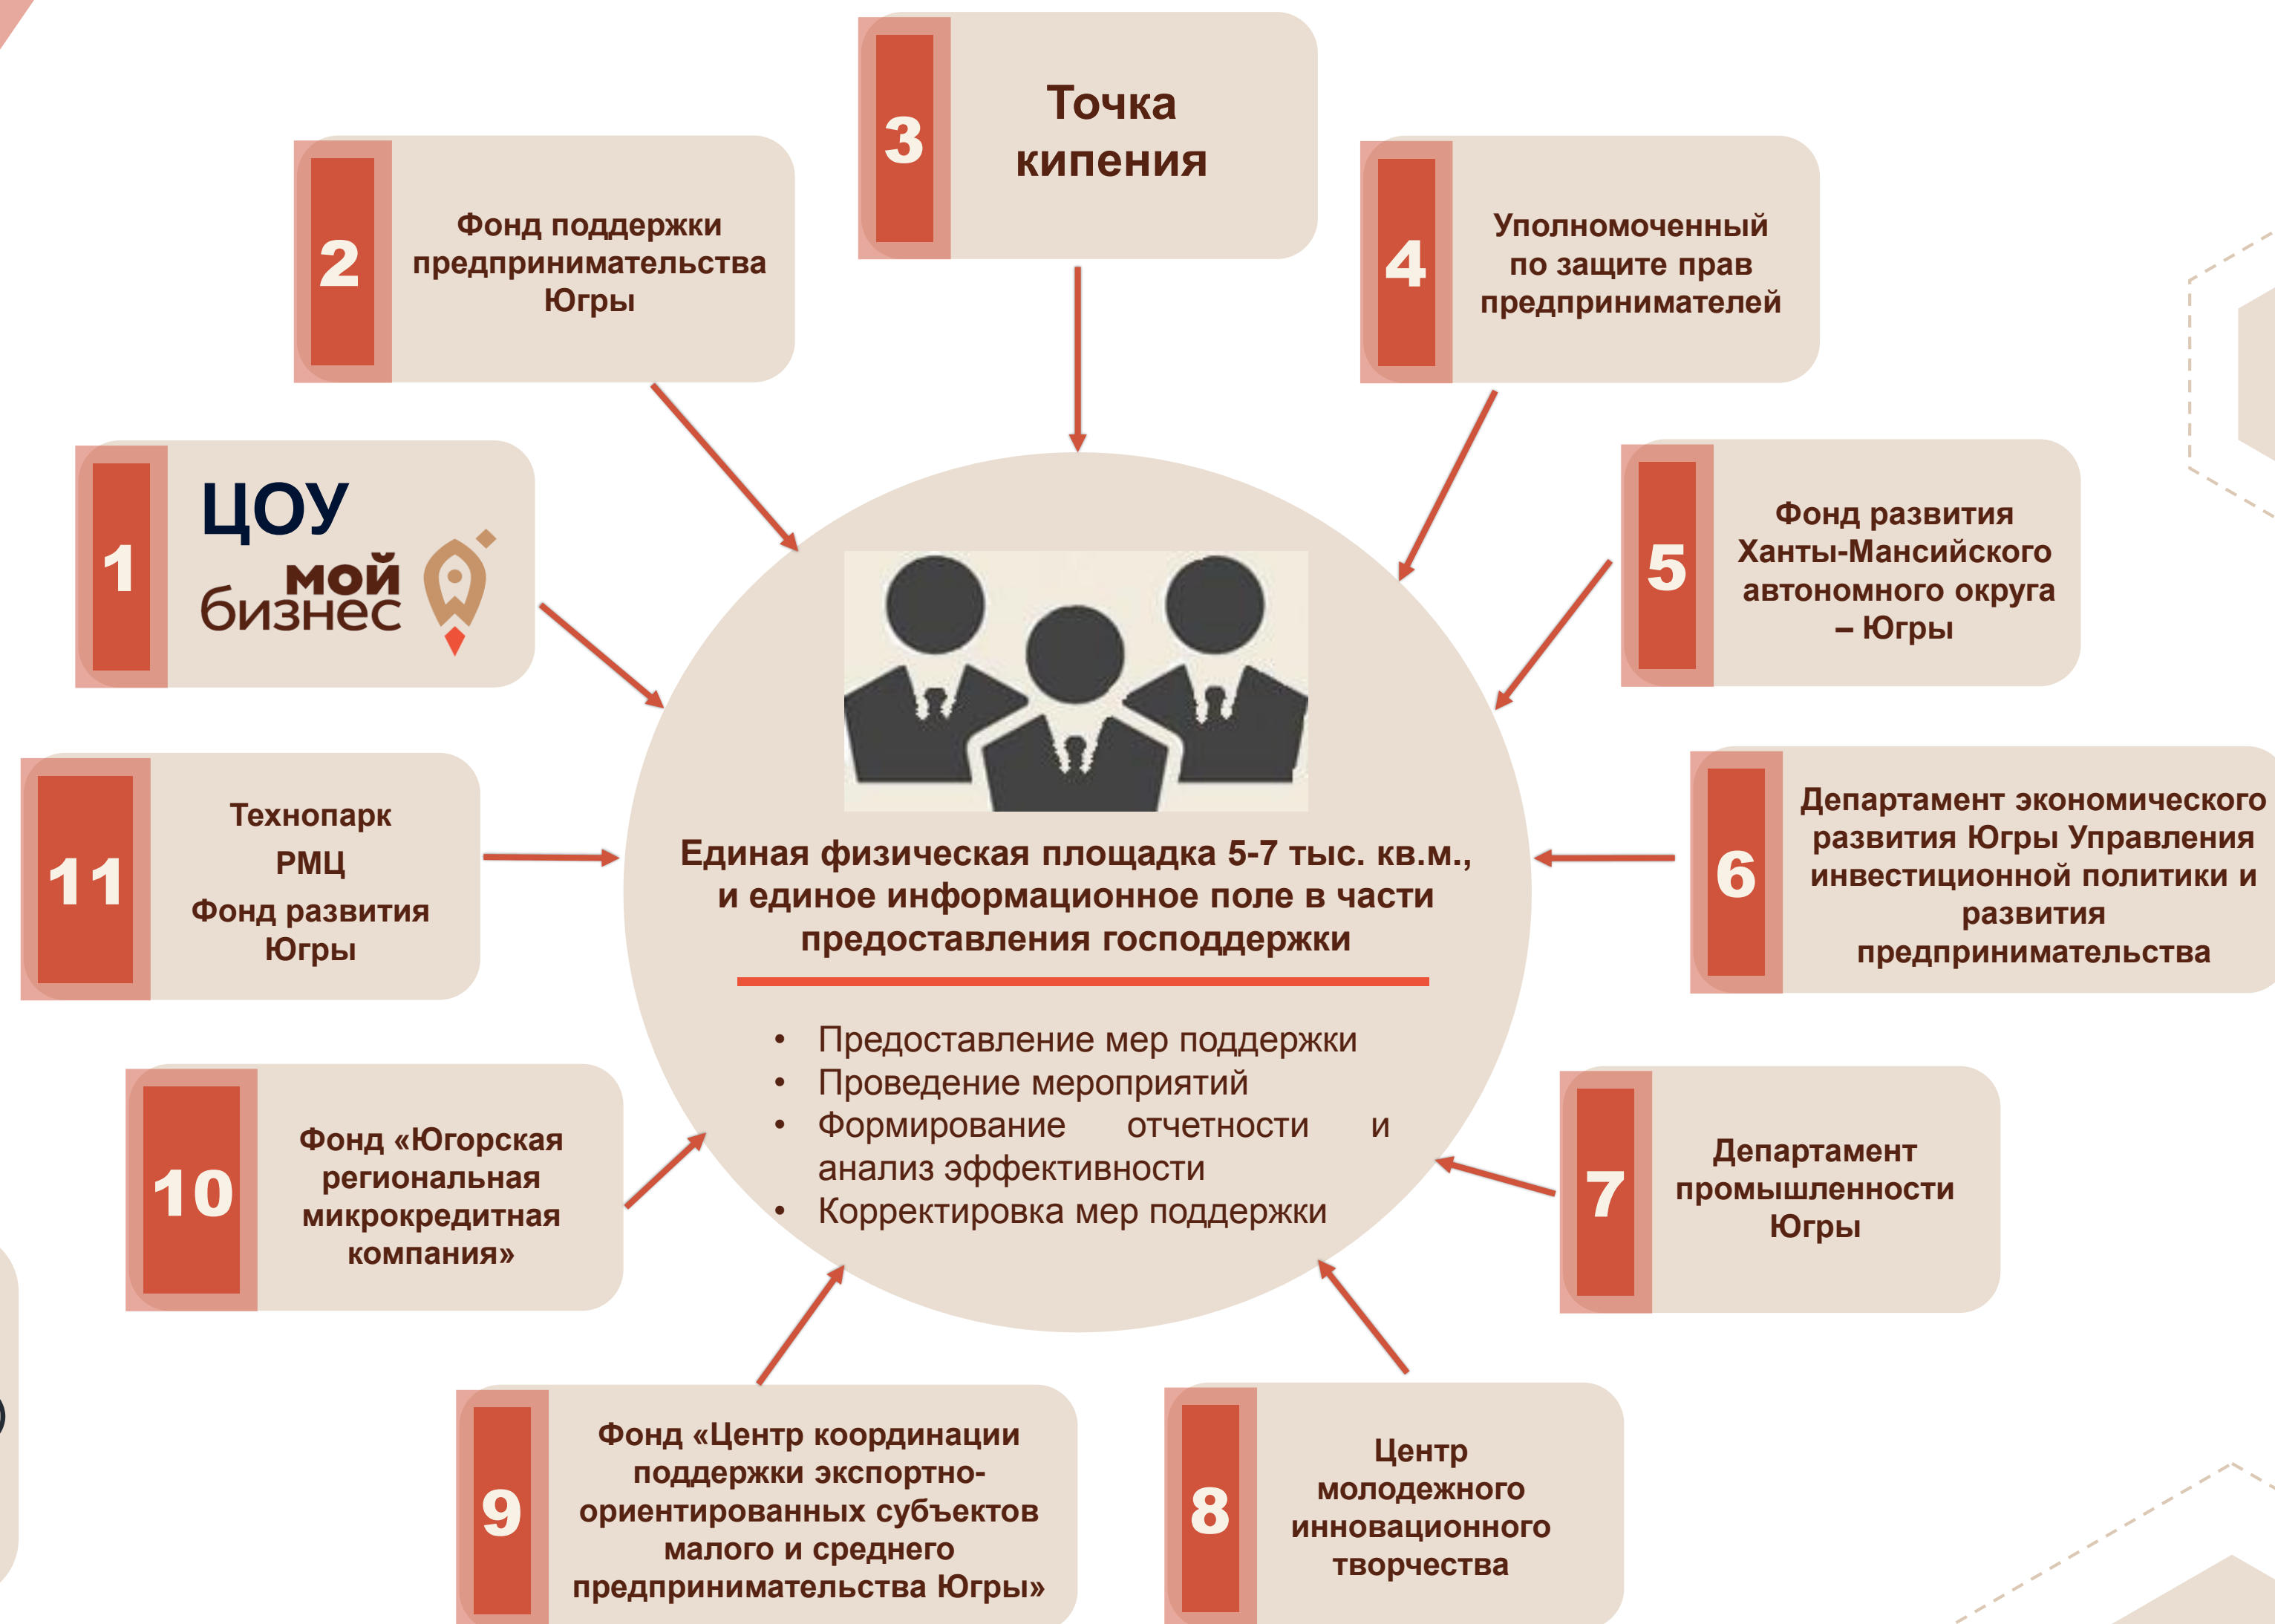 1
ЦОУ
мой
бизнес
2
Фонд поддержки
предпринимательства
Югры
3
Точка
кипения
4
Уполномоченный
по защите прав
предпринимателей
5
Фонд развития
Ханты-Мансийского
автономного округа
– Югры
6
Департамент экономического
развития Югры Управления
инвестиционной политики и
развития
предпринимательства
7
Департамент
промышленности
Югры
8
Центр
молодежного
инновационного
творчества
9
Фонд «Центр координации
поддержки экспортно-
ориентированных субъектов
малого и среднего
предпринимательства Югры»
10
Фонд «Югорская
региональная
микрокредитная
компания»
11
Технопарк
РМЦ
Фонд развития
Югры
Единая физическая площадка 5-7 тыс. кв.м.,
и единое информационное поле в части
предоставления господдержки
• Предоставление мер поддержки
• Проведение мероприятий
• Формирование отчетности и
анализ эффективности
• Корректировка мер поддержки